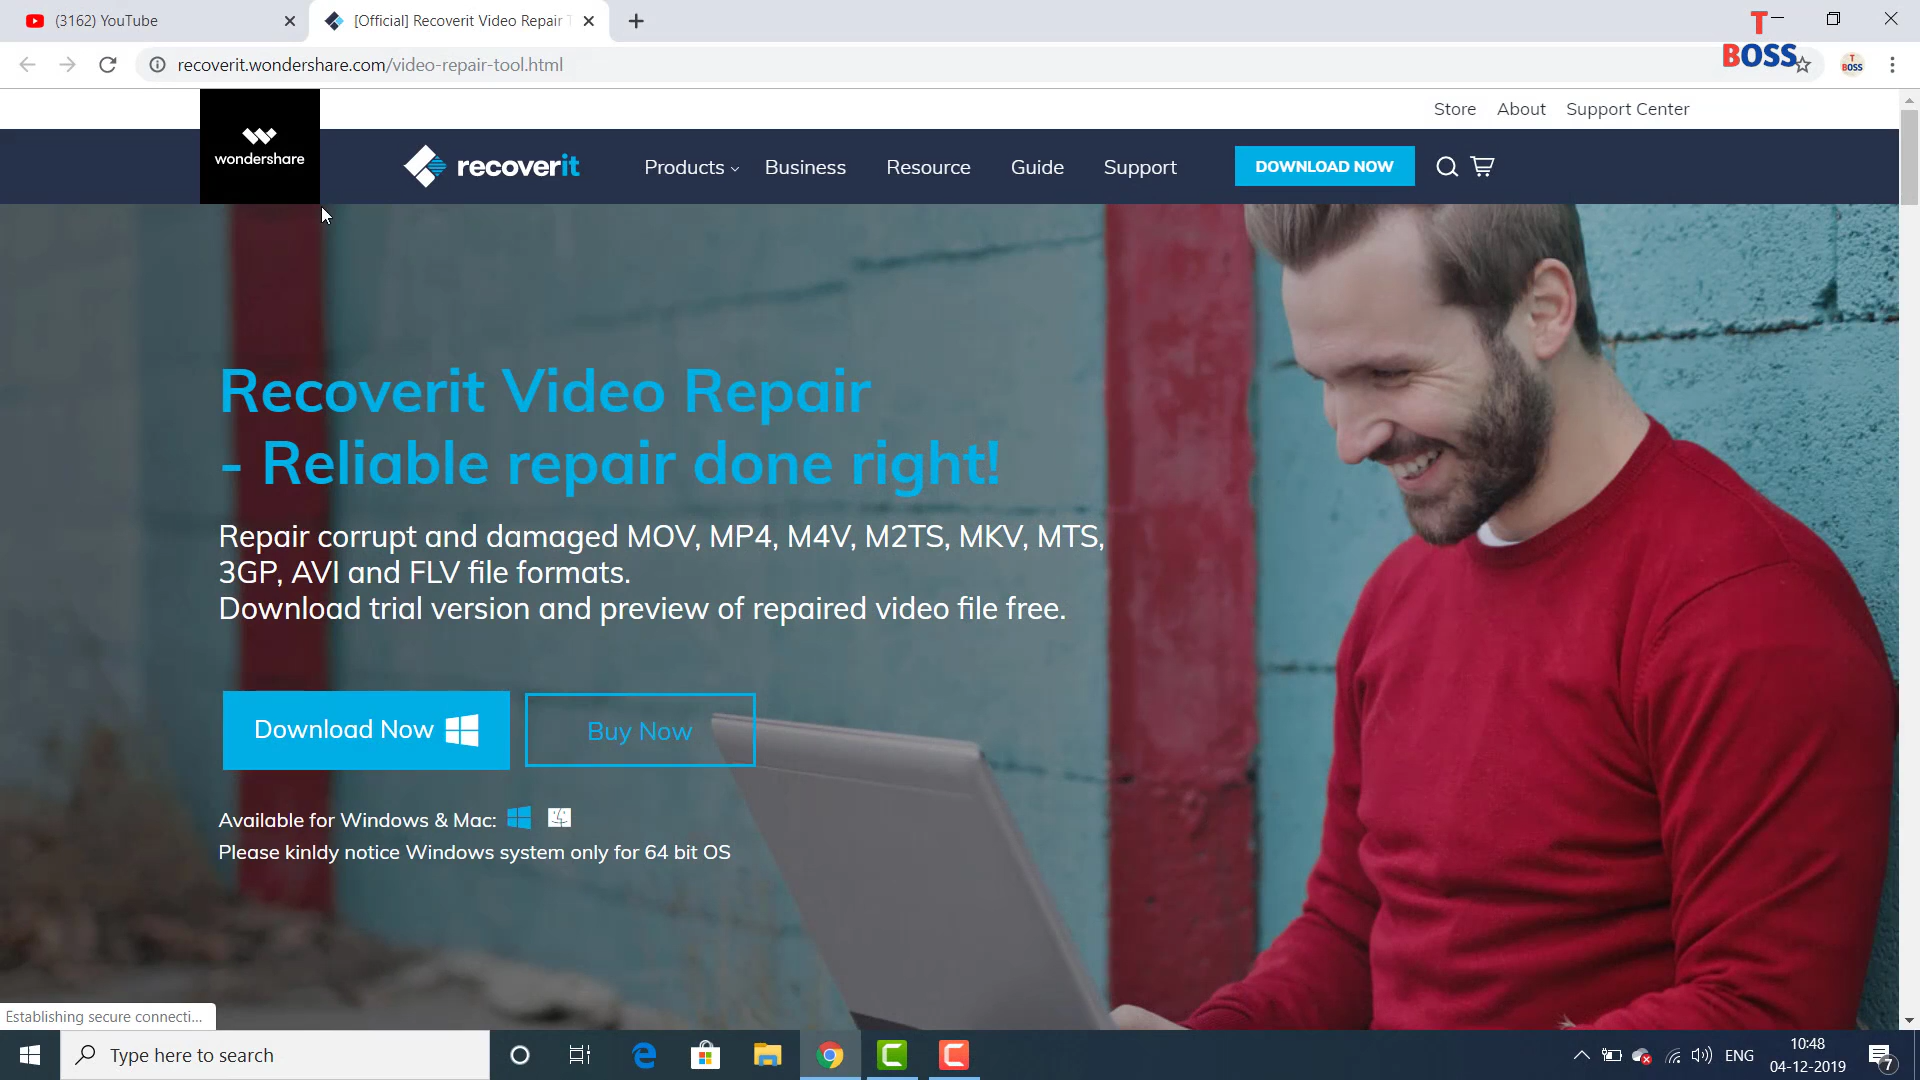 (3162) YouTube
[Official] Recoverit Video Repair T
T
BOSS
recoverit.wondershare.com/video-repair-tool.html
T
BOSS
Store About Support Center
wondershare
recoverit
Products Business Resource Guide Support
DOWNLOAD NOW
Recoverit Video Repair
- Reliable repair done right!
Repair corrupt and damaged MOV, MP4, M4V, M2TS, MKV, MTS,
3GP, AVI and FLV file formats.
Download trial version and preview of repaired video file free.
Download Now
Buy Now
Available for Windows & Mac:
Please kinldy notice Windows system only for 64 bit OS
Establishing secure connecti...
Type here to search
ENG
10:48
04-12-2019
7